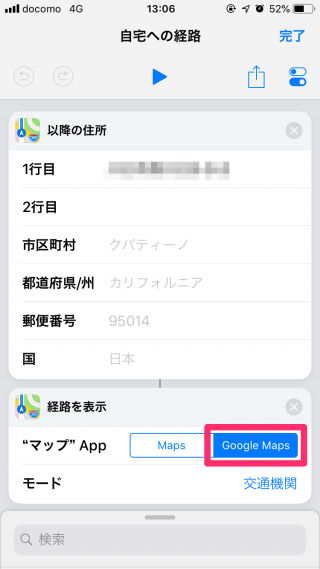 docomo 4G 13:06 52%
自宅への経路 完了
以降の住所
1行目
2行目
市区町村 クパティーノ
都道府県/州 カリフォルニア
郵便番号 95014
国 日本
経路を表示
“マップ” App Maps Google Maps
モード 交通機関
検索